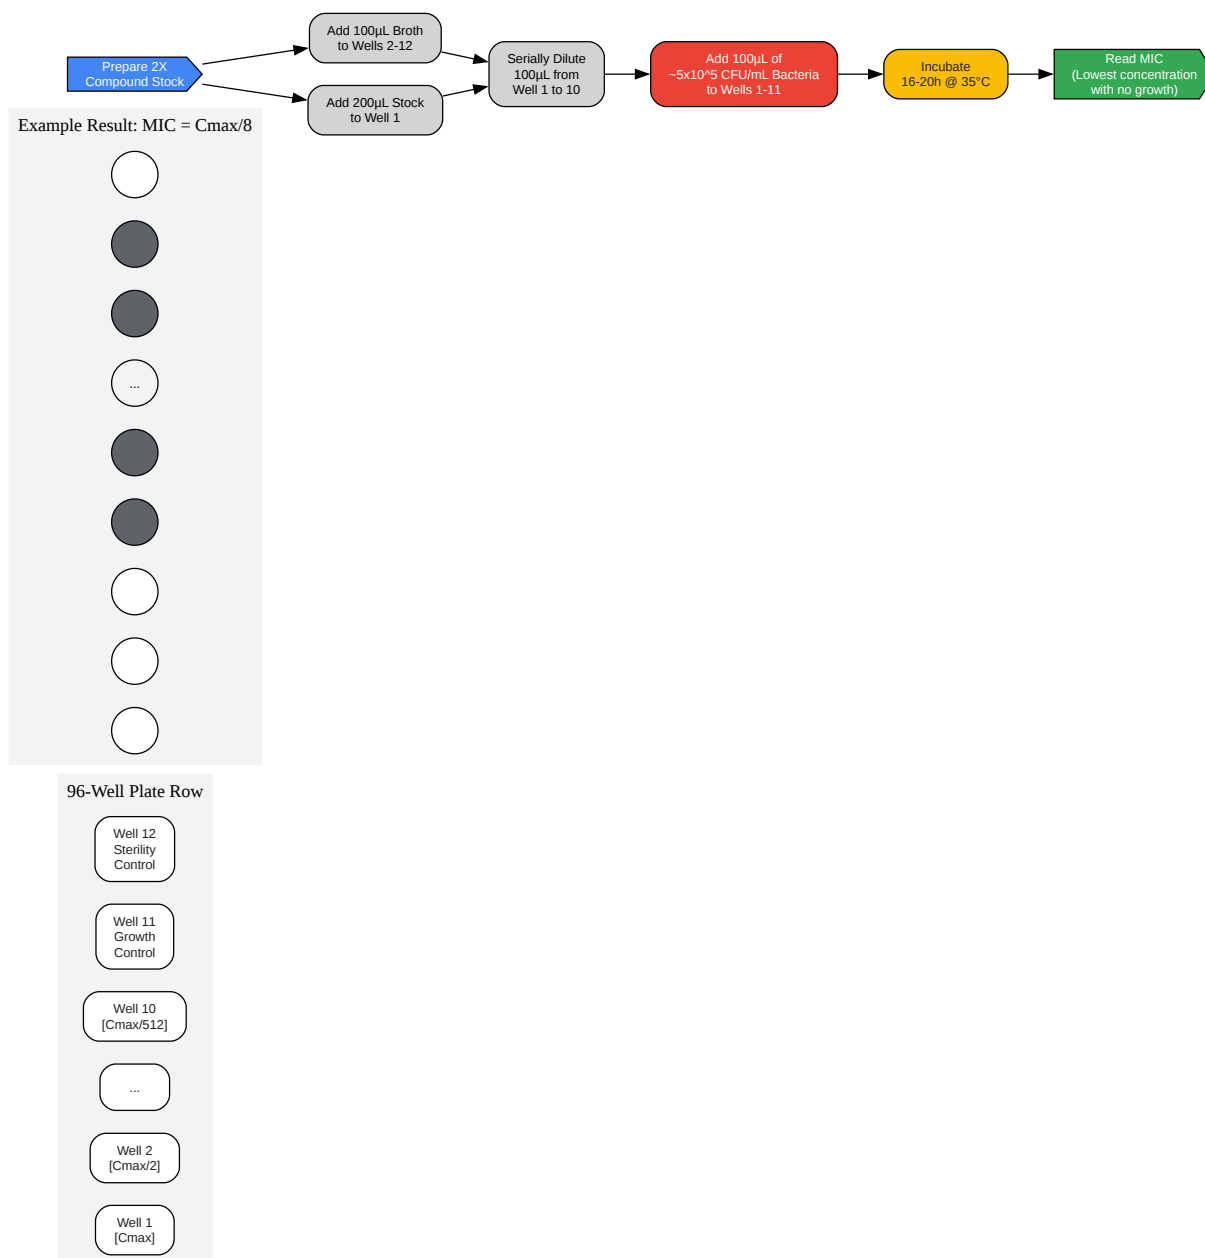 Prepare 2X
Compound Stock
Add 100µL Broth
to Wells 2-12
Add 200µL Stock
to Well 1
Serially Dilute
100µL from
Well 1 to 10
Add 100µL of
~5x10^5 CFU/mL Bacteria
to Wells 1-11
Incubate
16-20h @ 35°C
Read MIC
(Lowest concentration
with no growth)
Example Result: MIC = Cmax/8
...
96-Well Plate Row
Well 12
Sterility
Control
Well 11
Growth
Control
Well 10
[Cmax/512]
...
Well 2
[Cmax/2]
Well 1
[Cmax]